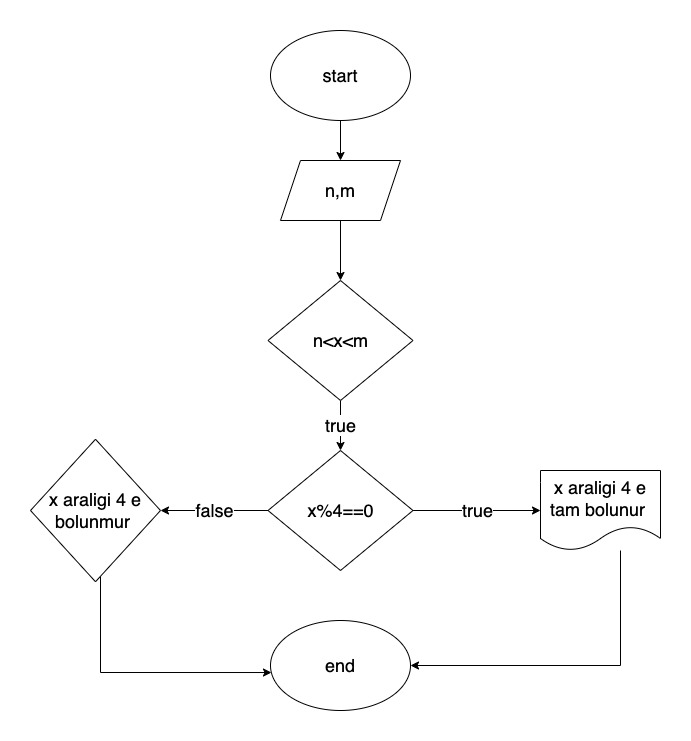 start
n,m
n<x<m
true
x araligi 4 e
bolunmur
false
x%4==0
true
x araligi 4 e
tam bolunur
end